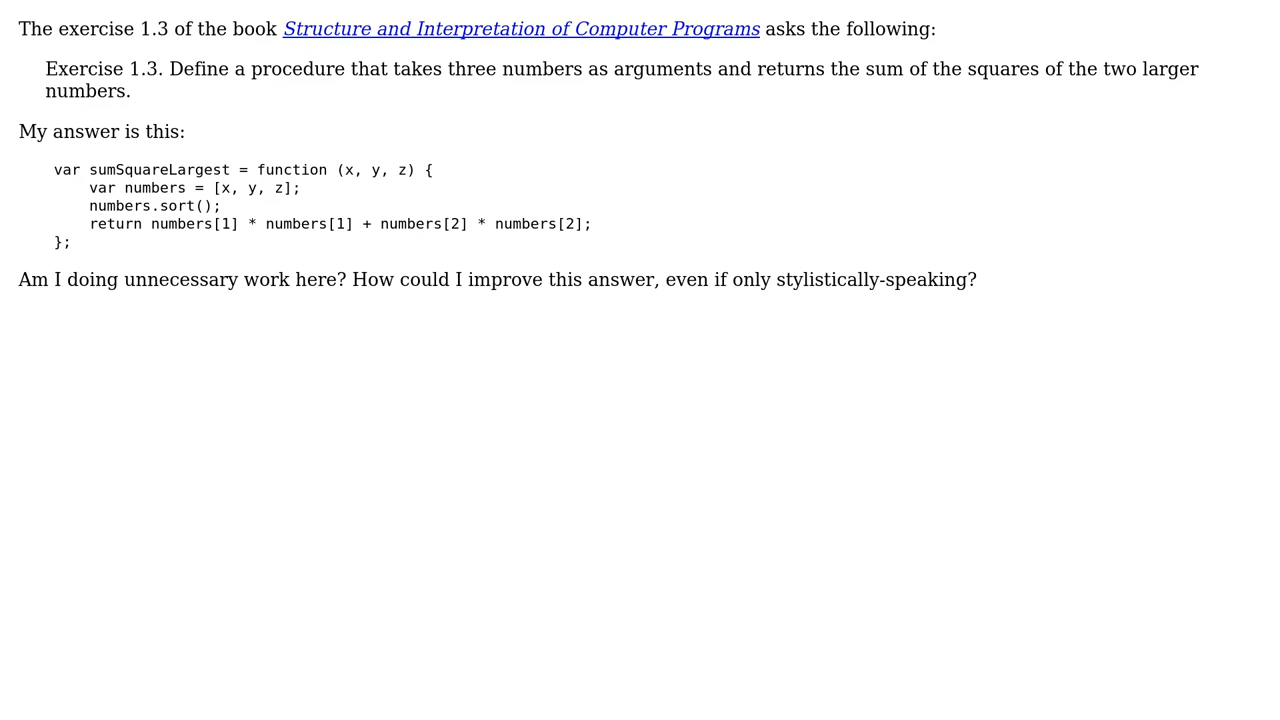 The exercise 1.3 of the book Structure and Interpretation of Computer Programs asks the following:
Exercise 1.3. Define a procedure that takes three numbers as arguments and returns the sum of the squares of the two larger
numbers.
My answer is this:
var sumSquareLargest = function (x, y, z) {
    var numbers = [x, y, z];
    numbers.sort();
    return numbers[1] * numbers[1] + numbers[2] * numbers[2];
};
Am I doing unnecessary work here? How could I improve this answer, even if only stylistically-speaking?